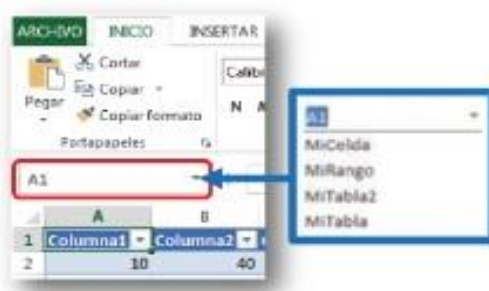 ARCHIVO INICIO INSERTAR
Cortar
Copiar
Copiar formato
Pegar
Calibri
N
Portapapeles
A1
A B
1 Columna1 Columna2
2 10 40
A1
MiCelda
MiRango
MiTabla2
MiTabla